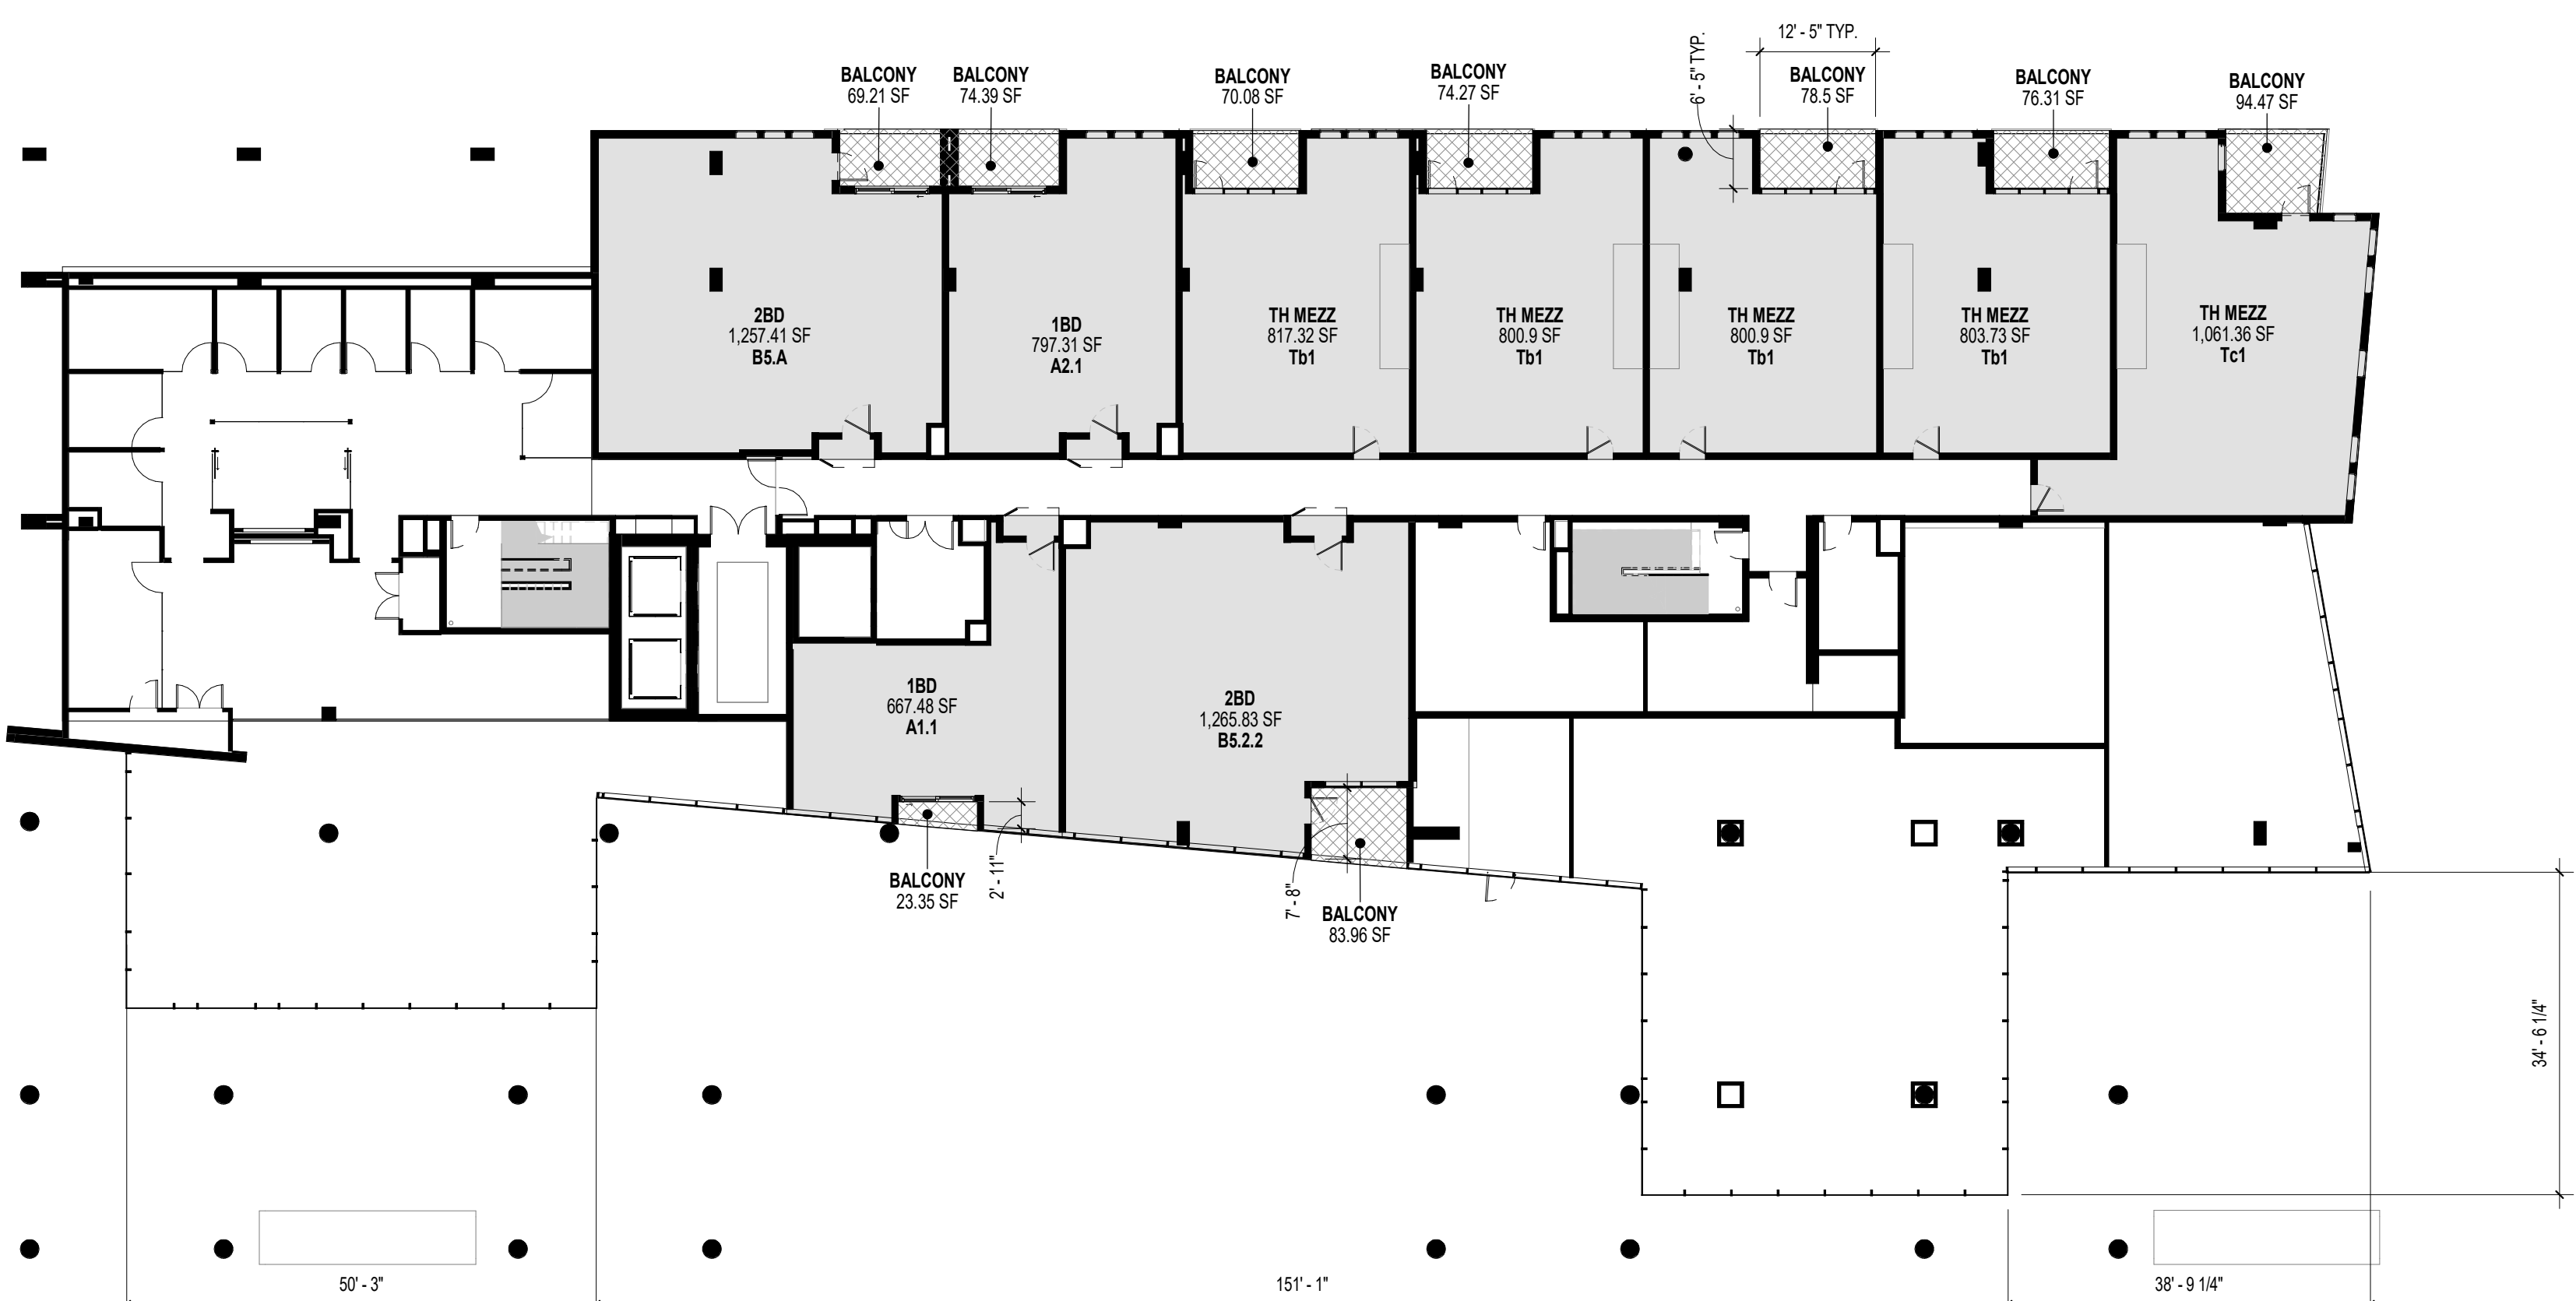 12' - 5" TYP.
6' - 5" TYP.
BALCONY
69.21 SF
BALCONY
74.39 SF
BALCONY
70.08 SF
BALCONY
74.27 SF
BALCONY
78.5 SF
BALCONY
76.31 SF
BALCONY
94.47 SF
2BD
1,257.41 SF
B5.A
1BD
797.31 SF
A2.1
TH MEZZ
817.32 SF
Tb1
TH MEZZ
800.9 SF
Tb1
TH MEZZ
800.9 SF
Tb1
TH MEZZ
803.73 SF
Tb1
TH MEZZ
1,061.36 SF
Tc1
1BD
667.48 SF
A1.1
2BD
1,265.83 SF
B5.2.2
BALCONY
23.35 SF
2' - 11"
7' - 8"
BALCONY
83.96 SF
34' - 6 1/4"
50' - 3"
151' - 1"
38' - 9 1/4"